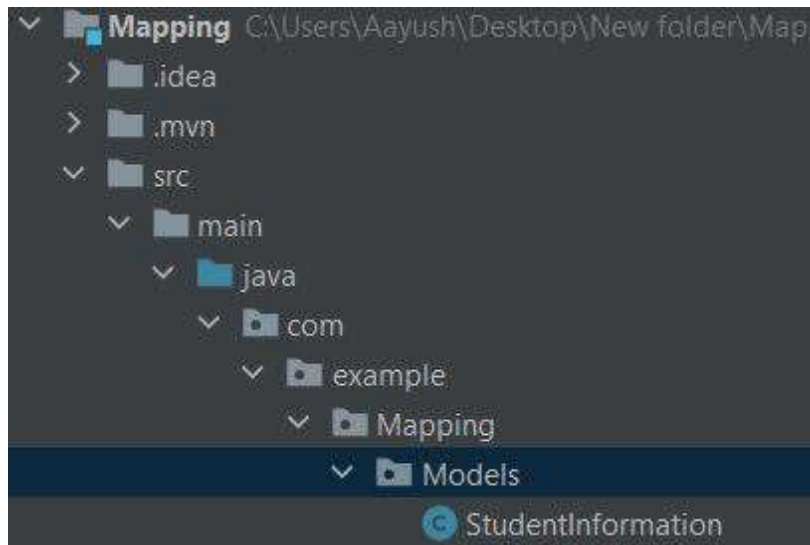 Mapping C:\Users\Aayush\Desktop\New folder\Map
.idea
.mvn
src
main
java
com
example
Mapping
Models
C StudentInformation